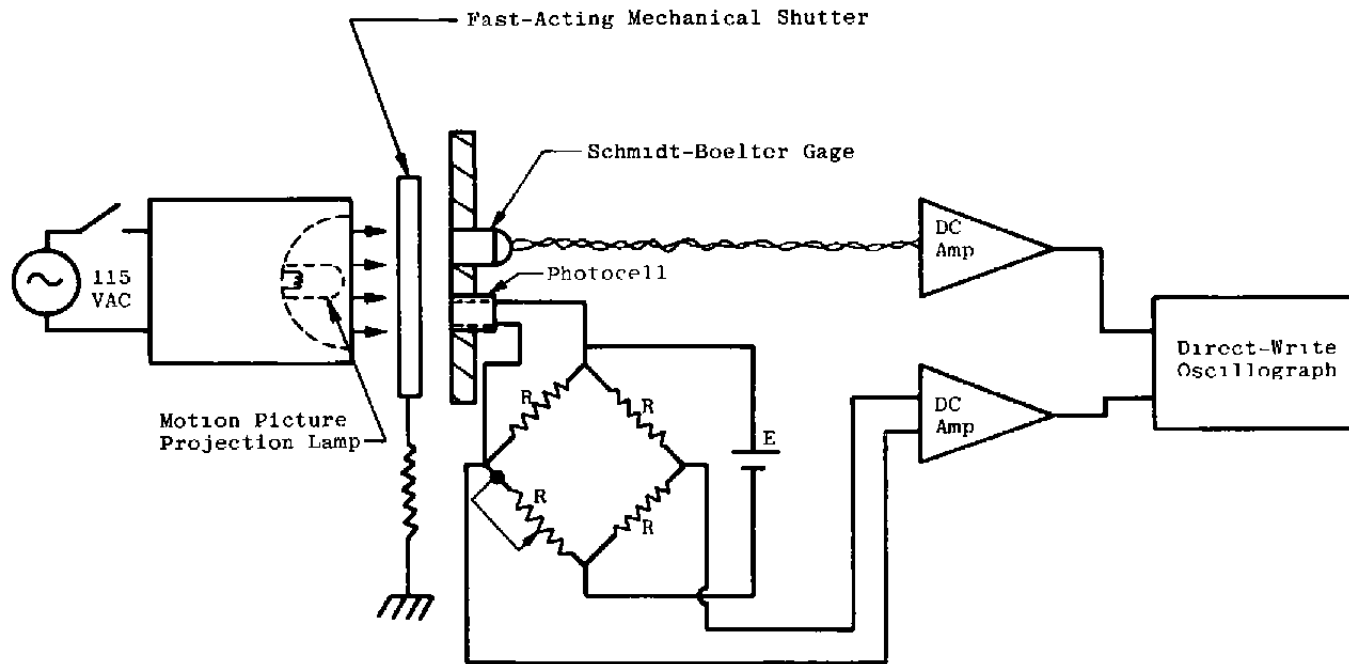 Fast-Acting Mechanical Shutter
Schmidt-Boelter Gage
DC
Amp
115
VAC
Photocell
Direct-Write
Oscillograph
R
R
DC
Amp
Motion Picture
Projection Lamp
E
R
R